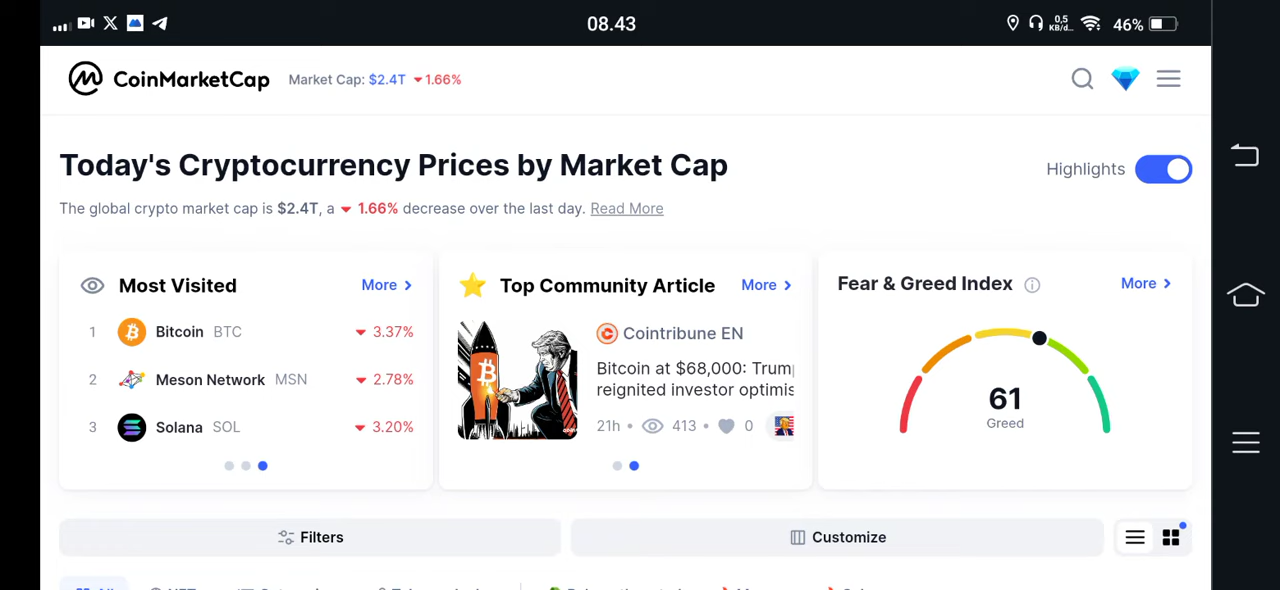 08.43
0,5
KB/d...
46%
CoinMarketCap
Market Cap: $2.4T 1.66%
Today's Cryptocurrency Prices by Market Cap
Highlights
The global crypto market cap is $2.4T, a 1.66% decrease over the last day. Read More
Most Visited
More
1 Bitcoin BTC 3.37%
2 Meson Network MSN 2.78%
3 Solana SOL 3.20%
Top Community Article
More
Cointribune EN
Bitcoin at $68,000: Trum
reignited investor optimis
21h • 413 • 0
Fear & Greed Index
More
61
Greed
Filters
Customize